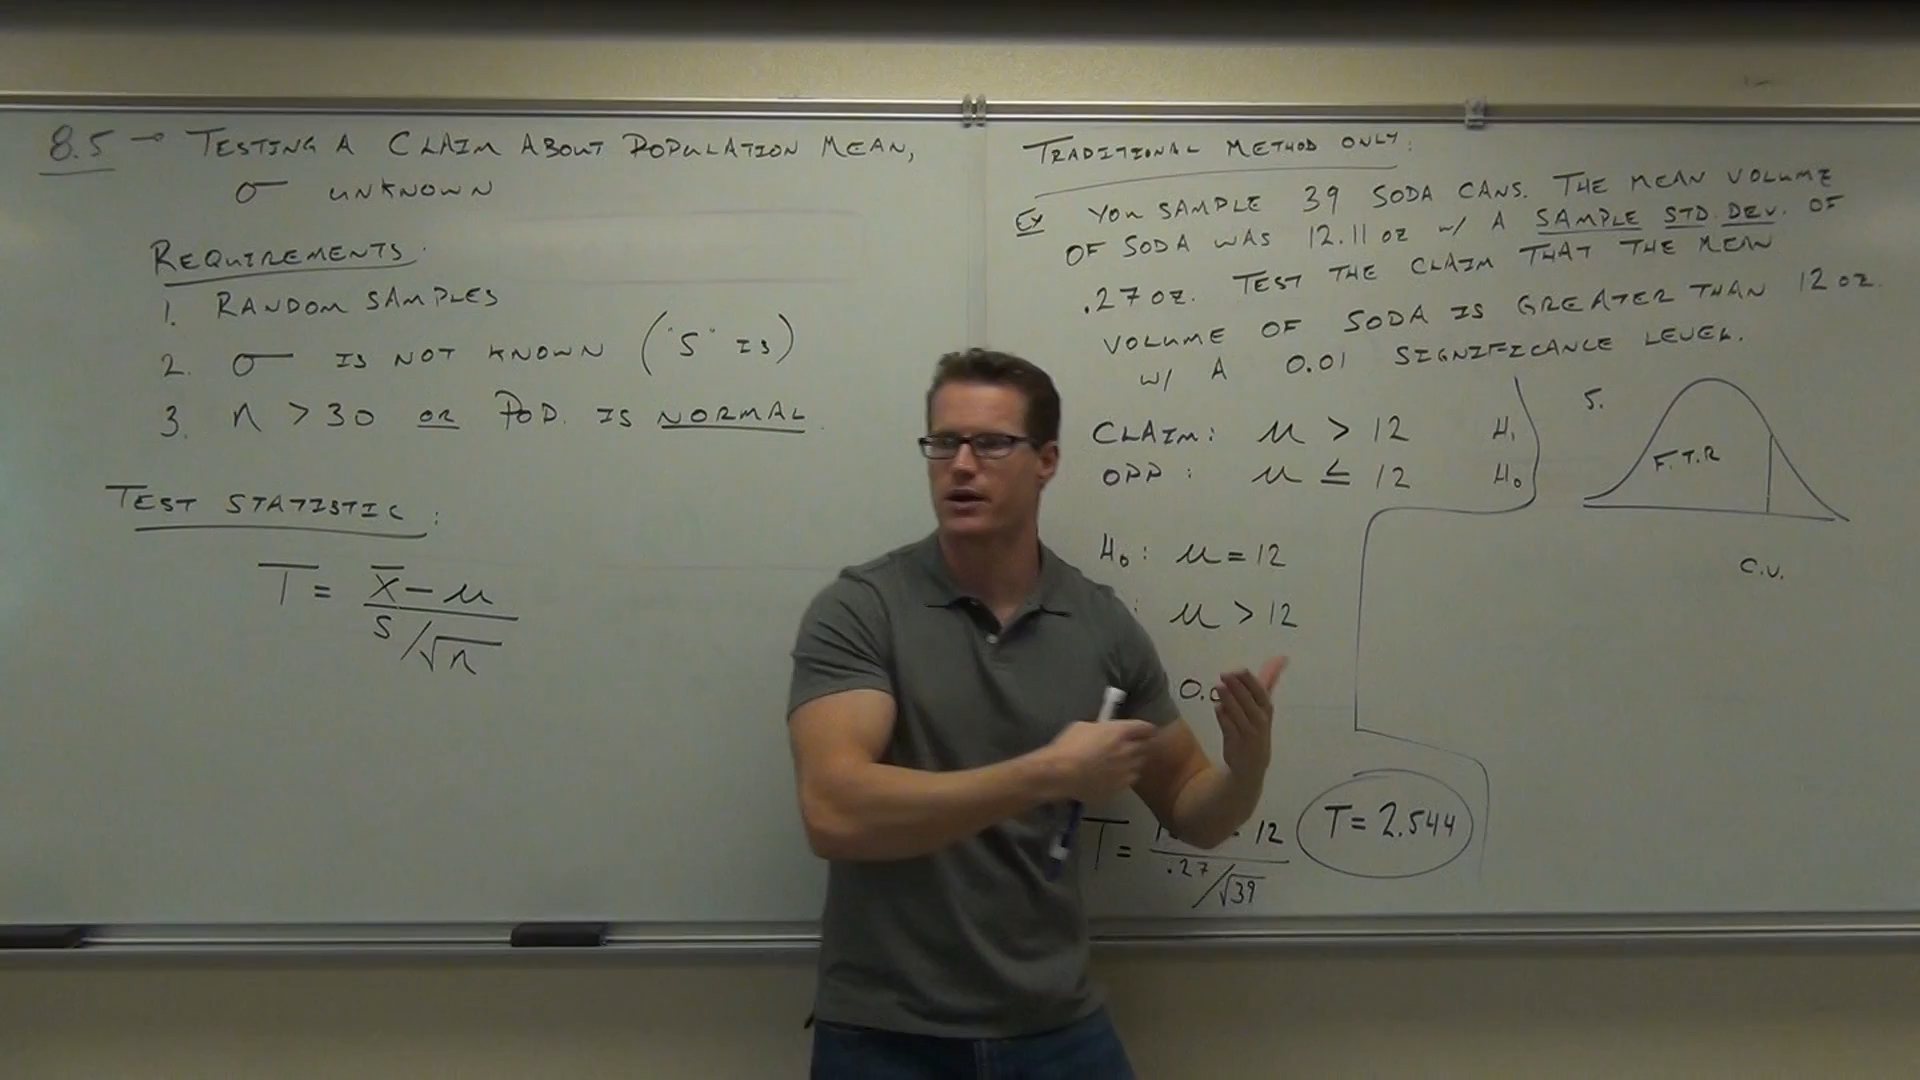 8.5 → TESTING A CLAIM ABOUT POPULATION MEAN,
σ UNKNOWN
REQUIREMENTS:
1. RANDOM SAMPLES
2. σ IS NOT KNOWN ("S" IS)
3. n > 30 OR POP. IS NORMAL.
TEST STATISTIC:
T = x̄ - μ
S/√n
TRADITIONAL METHOD ONLY:
EX YOU SAMPLE 39 SODA CANS. THE MEAN VOLUME
OF SODA WAS 12.11 OZ w/ A SAMPLE STD. DEV. OF
.27 OZ. TEST THE CLAIM THAT THE MEAN
VOLUME OF SODA IS GREATER THAN 12 OZ.
w/ A 0.01 SIGNIFICANCE LEVEL.
CLAIM: μ > 12 H₁
OPP: μ ≤ 12 H₀
H₀: μ = 12
: μ > 12
0.0
T = 12
.27/√39
T = 2.544
5.
F.T.R
C.V.